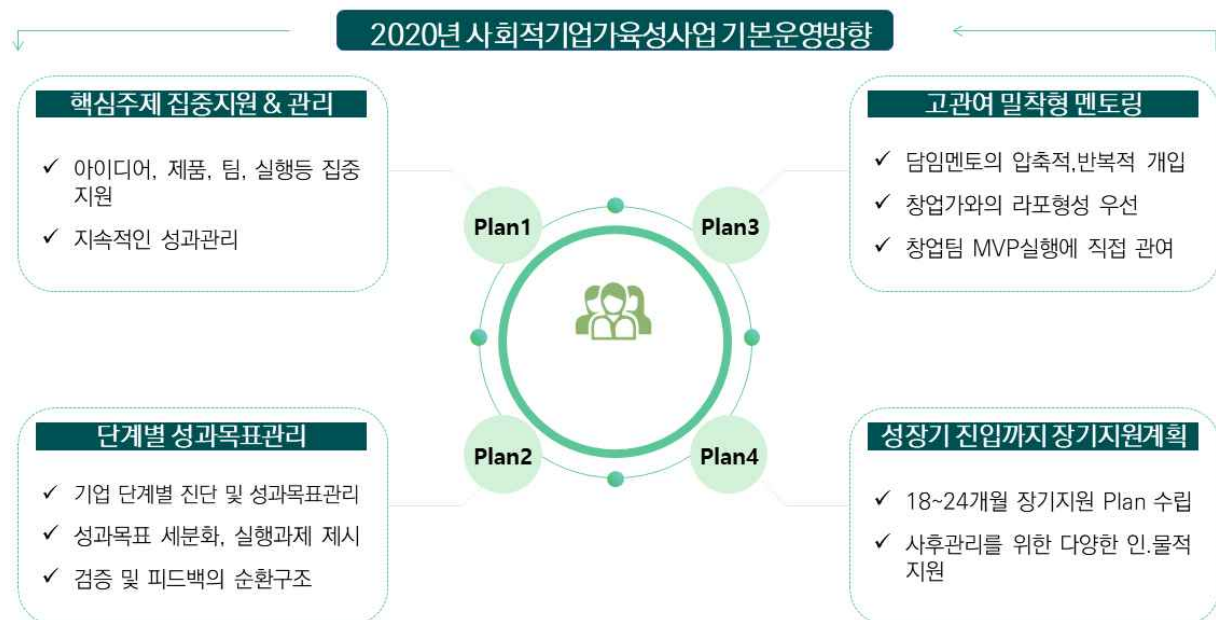 2020년 사회적기업가육성사업 기본운영방향
핵심주제 집중지원 & 관리
✓ 아이디어, 제품, 팀, 실행등 집중
지원
✓ 지속적인 성과관리
Plan1
단계별 성과목표관리
✓ 기업 단계별 진단 및 성과목표관리
✓ 성과목표 세분화, 실행과제 제시
✓ 검증 및 피드백의 순환구조
Plan2
고관여 밀착형 멘토링
✓ 담임멘토의 압축적,반복적 개입
✓ 창업가와의 라포형성 우선
✓ 창업팀 MVP실행에 직접 관여
Plan3
성장기 진입까지 장기지원계획
✓ 18~24개월 장기지원 Plan 수립
✓ 사후관리를 위한 다양한 인.물적
지원
Plan4